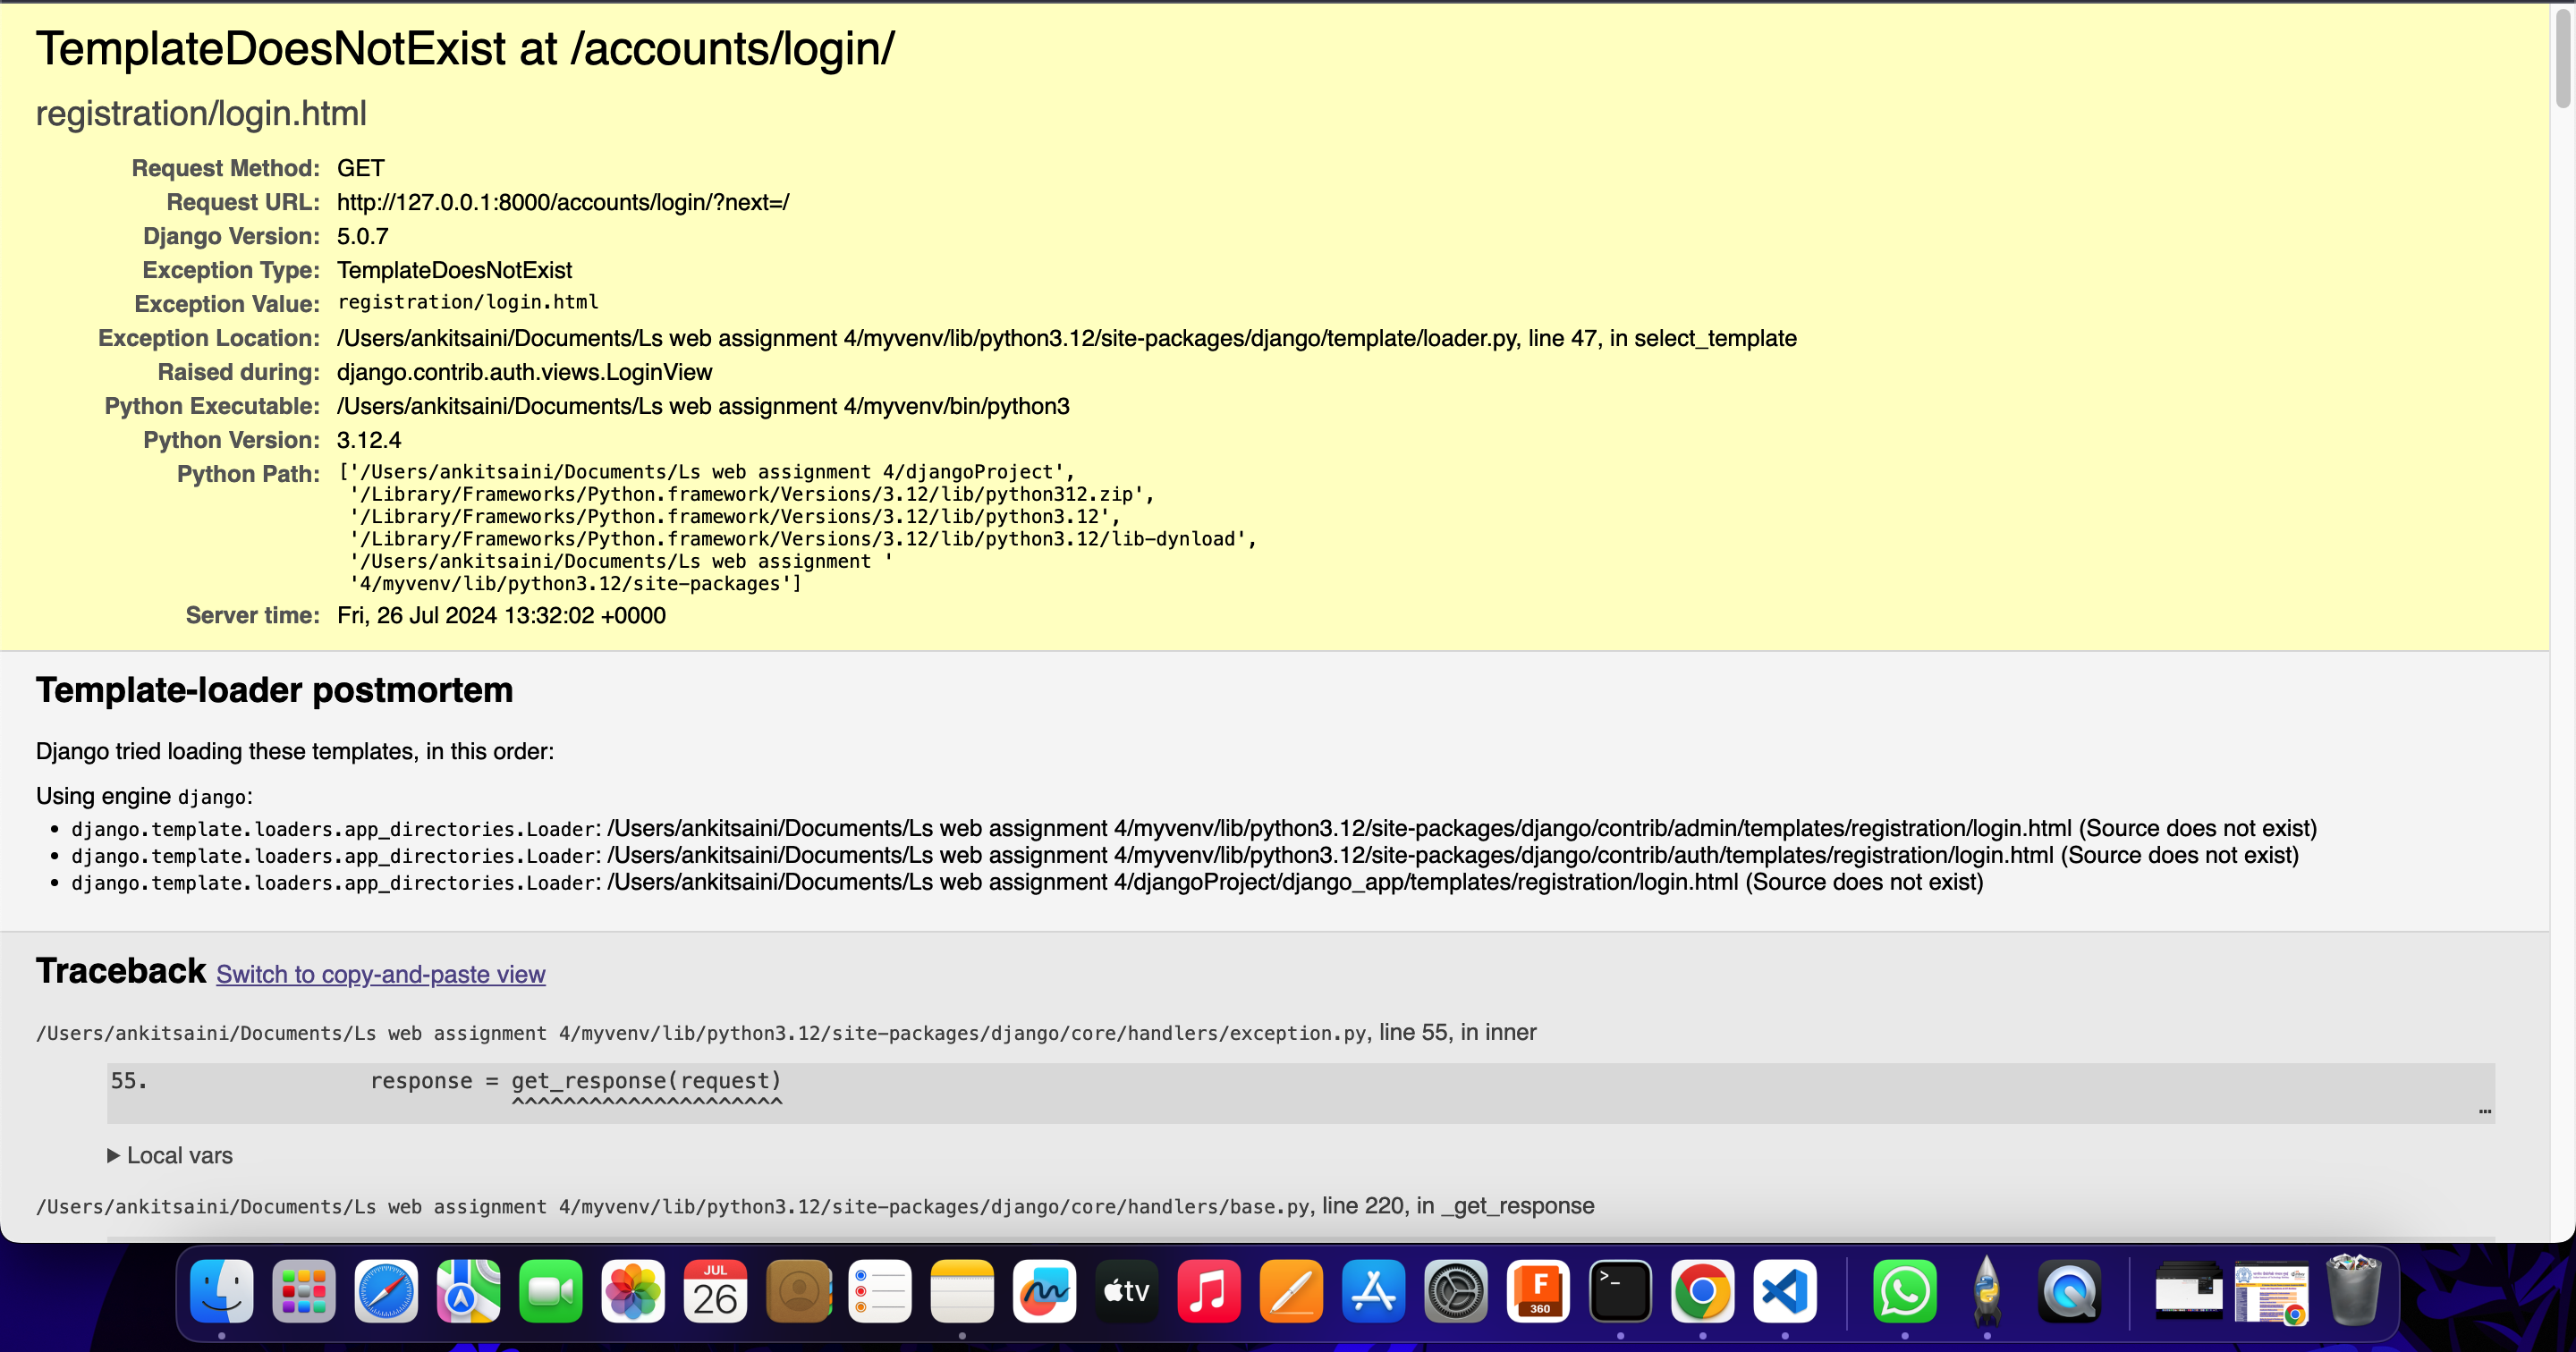 TemplateDoesNotExist at /accounts/login/
registration/login.html
Request Method: GET
Request URL: http://127.0.0.1:8000/accounts/login/?next=/
Django Version: 5.0.7
Exception Type: TemplateDoesNotExist
Exception Value: registration/login.html
Exception Location: /Users/ankitsaini/Documents/Ls web assignment 4/myvenv/lib/python3.12/site-packages/django/template/loader.py, line 47, in select_template
Raised during: django.contrib.auth.views.LoginView
Python Executable: /Users/ankitsaini/Documents/Ls web assignment 4/myvenv/bin/python3
Python Version: 3.12.4
Python Path: ['/Users/ankitsaini/Documents/Ls web assignment 4/djangoProject',
'/Library/Frameworks/Python.framework/Versions/3.12/lib/python312.zip',
'/Library/Frameworks/Python.framework/Versions/3.12/lib/python3.12',
'/Library/Frameworks/Python.framework/Versions/3.12/lib/python3.12/lib-dynload',
'/Users/ankitsaini/Documents/Ls web assignment '
'4/myvenv/lib/python3.12/site-packages']
Server time: Fri, 26 Jul 2024 13:32:02 +0000
Template-loader postmortem
Django tried loading these templates, in this order:
Using engine django:
• django.template.loaders.app_directories.Loader: /Users/ankitsaini/Documents/Ls web assignment 4/myvenv/lib/python3.12/site-packages/django/contrib/admin/templates/registration/login.html (Source does not exist)
• django.template.loaders.app_directories.Loader: /Users/ankitsaini/Documents/Ls web assignment 4/myvenv/lib/python3.12/site-packages/django/contrib/auth/templates/registration/login.html (Source does not exist)
• django.template.loaders.app_directories.Loader: /Users/ankitsaini/Documents/Ls web assignment 4/djangoProject/django_app/templates/registration/login.html (Source does not exist)
Traceback Switch to copy-and-paste view
/Users/ankitsaini/Documents/Ls web assignment 4/myvenv/lib/python3.12/site-packages/django/core/handlers/exception.py, line 55, in inner
55. response = get_response(request)
^^^^^^^^^^^^^^^^^^^^^
…
▶ Local vars
/Users/ankitsaini/Documents/Ls web assignment 4/myvenv/lib/python3.12/site-packages/django/core/handlers/base.py, line 220, in _get_response
JUL
26
tv
F
360
>_